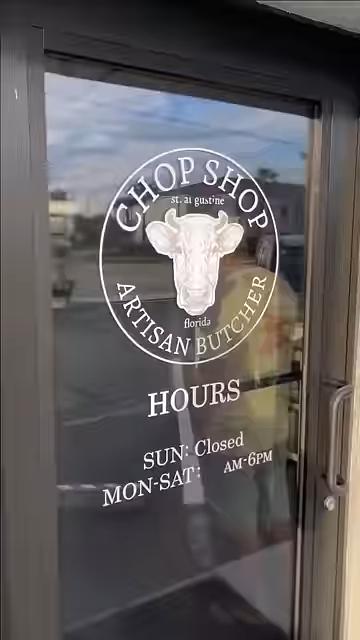 CHOP SHOP
st. augustine
florida
ARTISAN BUTCHER
HOURS
SUN: Closed
MON-SAT: AM-6PM